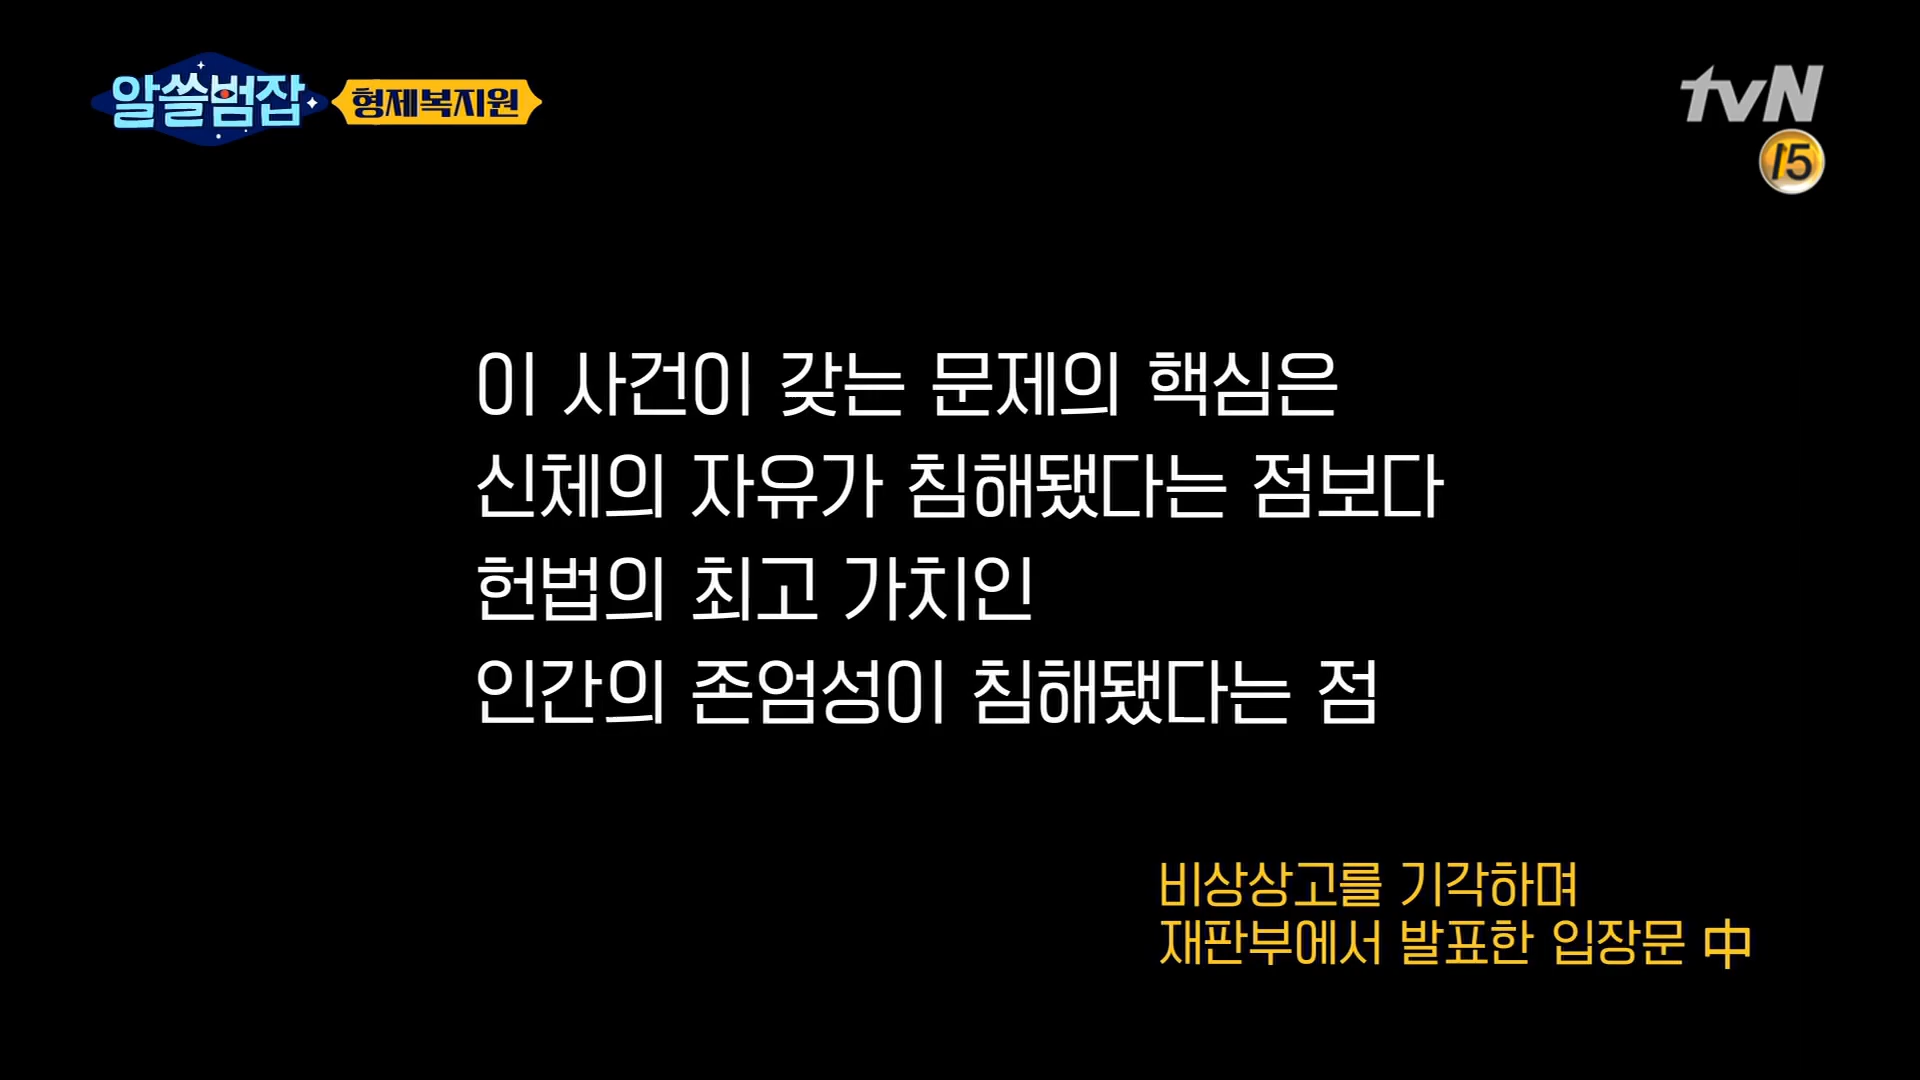 알쓸범잡 형제복지원
tvN
15
이 사건이 갖는 문제의 핵심은
신체의 자유가 침해됐다는 점보다
헌법의 최고 가치인
인간의 존엄성이 침해됐다는 점
비상상고를 기각하며
재판부에서 발표한 입장문 中